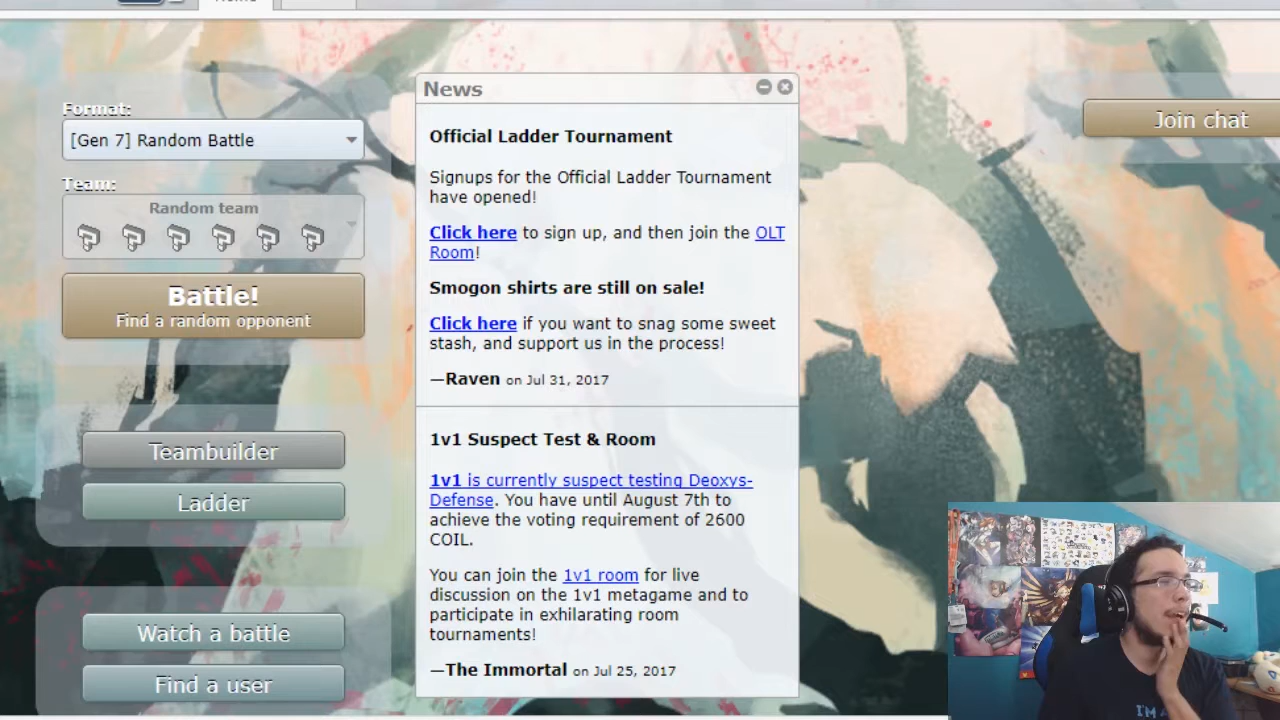 Format:
[Gen 7] Random Battle
Team:
Random team
Battle!
Find a random opponent
Teambuilder
Ladder
Watch a battle
Find a user
News
Official Ladder Tournament
Signups for the Official Ladder Tournament
have opened!
Click here to sign up, and then join the OLT
Room!
Smogon shirts are still on sale!
Click here if you want to snag some sweet
stash, and support us in the process!
—Raven on Jul 31, 2017
1v1 Suspect Test & Room
1v1 is currently suspect testing Deoxys-
Defense. You have until August 7th to
achieve the voting requirement of 2600
COIL.
You can join the 1v1 room for live
discussion on the 1v1 metagame and to
participate in exhilarating room
tournaments!
—The Immortal on Jul 25, 2017
Join chat
I'M A